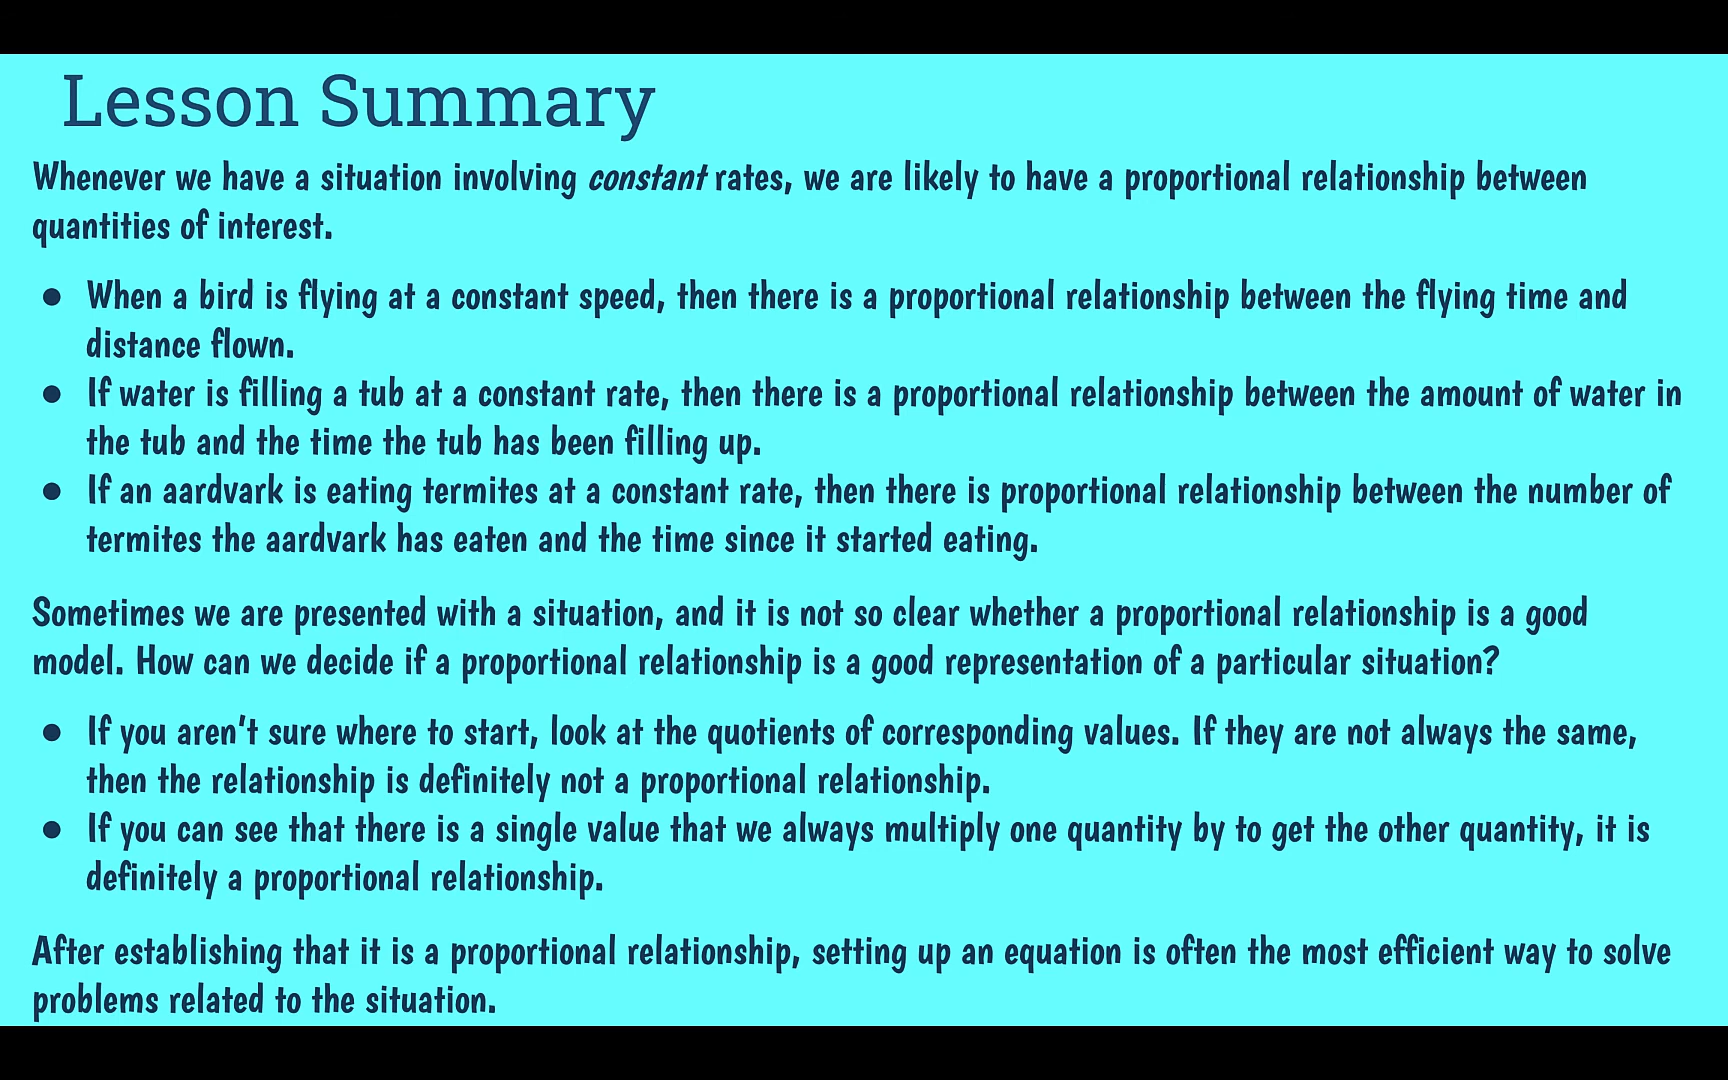 Lesson Summary
Whenever we have a situation involving constant rates, we are likely to have a proportional relationship between
quantities of interest.
● When a bird is flying at a constant speed, then there is a proportional relationship between the flying time and
distance flown.
● If water is filling a tub at a constant rate, then there is a proportional relationship between the amount of water in
the tub and the time the tub has been filling up.
● If an aardvark is eating termites at a constant rate, then there is proportional relationship between the number of
termites the aardvark has eaten and the time since it started eating.
Sometimes we are presented with a situation, and it is not so clear whether a proportional relationship is a good
model. How can we decide if a proportional relationship is a good representation of a particular situation?
● If you aren’t sure where to start, look at the quotients of corresponding values. If they are not always the same,
then the relationship is definitely not a proportional relationship.
● If you can see that there is a single value that we always multiply one quantity by to get the other quantity, it is
definitely a proportional relationship.
After establishing that it is a proportional relationship, setting up an equation is often the most efficient way to solve
problems related to the situation.